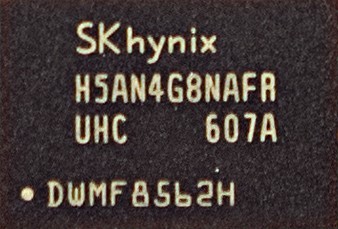 SKhynix
H5AN4G8NAFR
UHC 607A
DWMF8562H